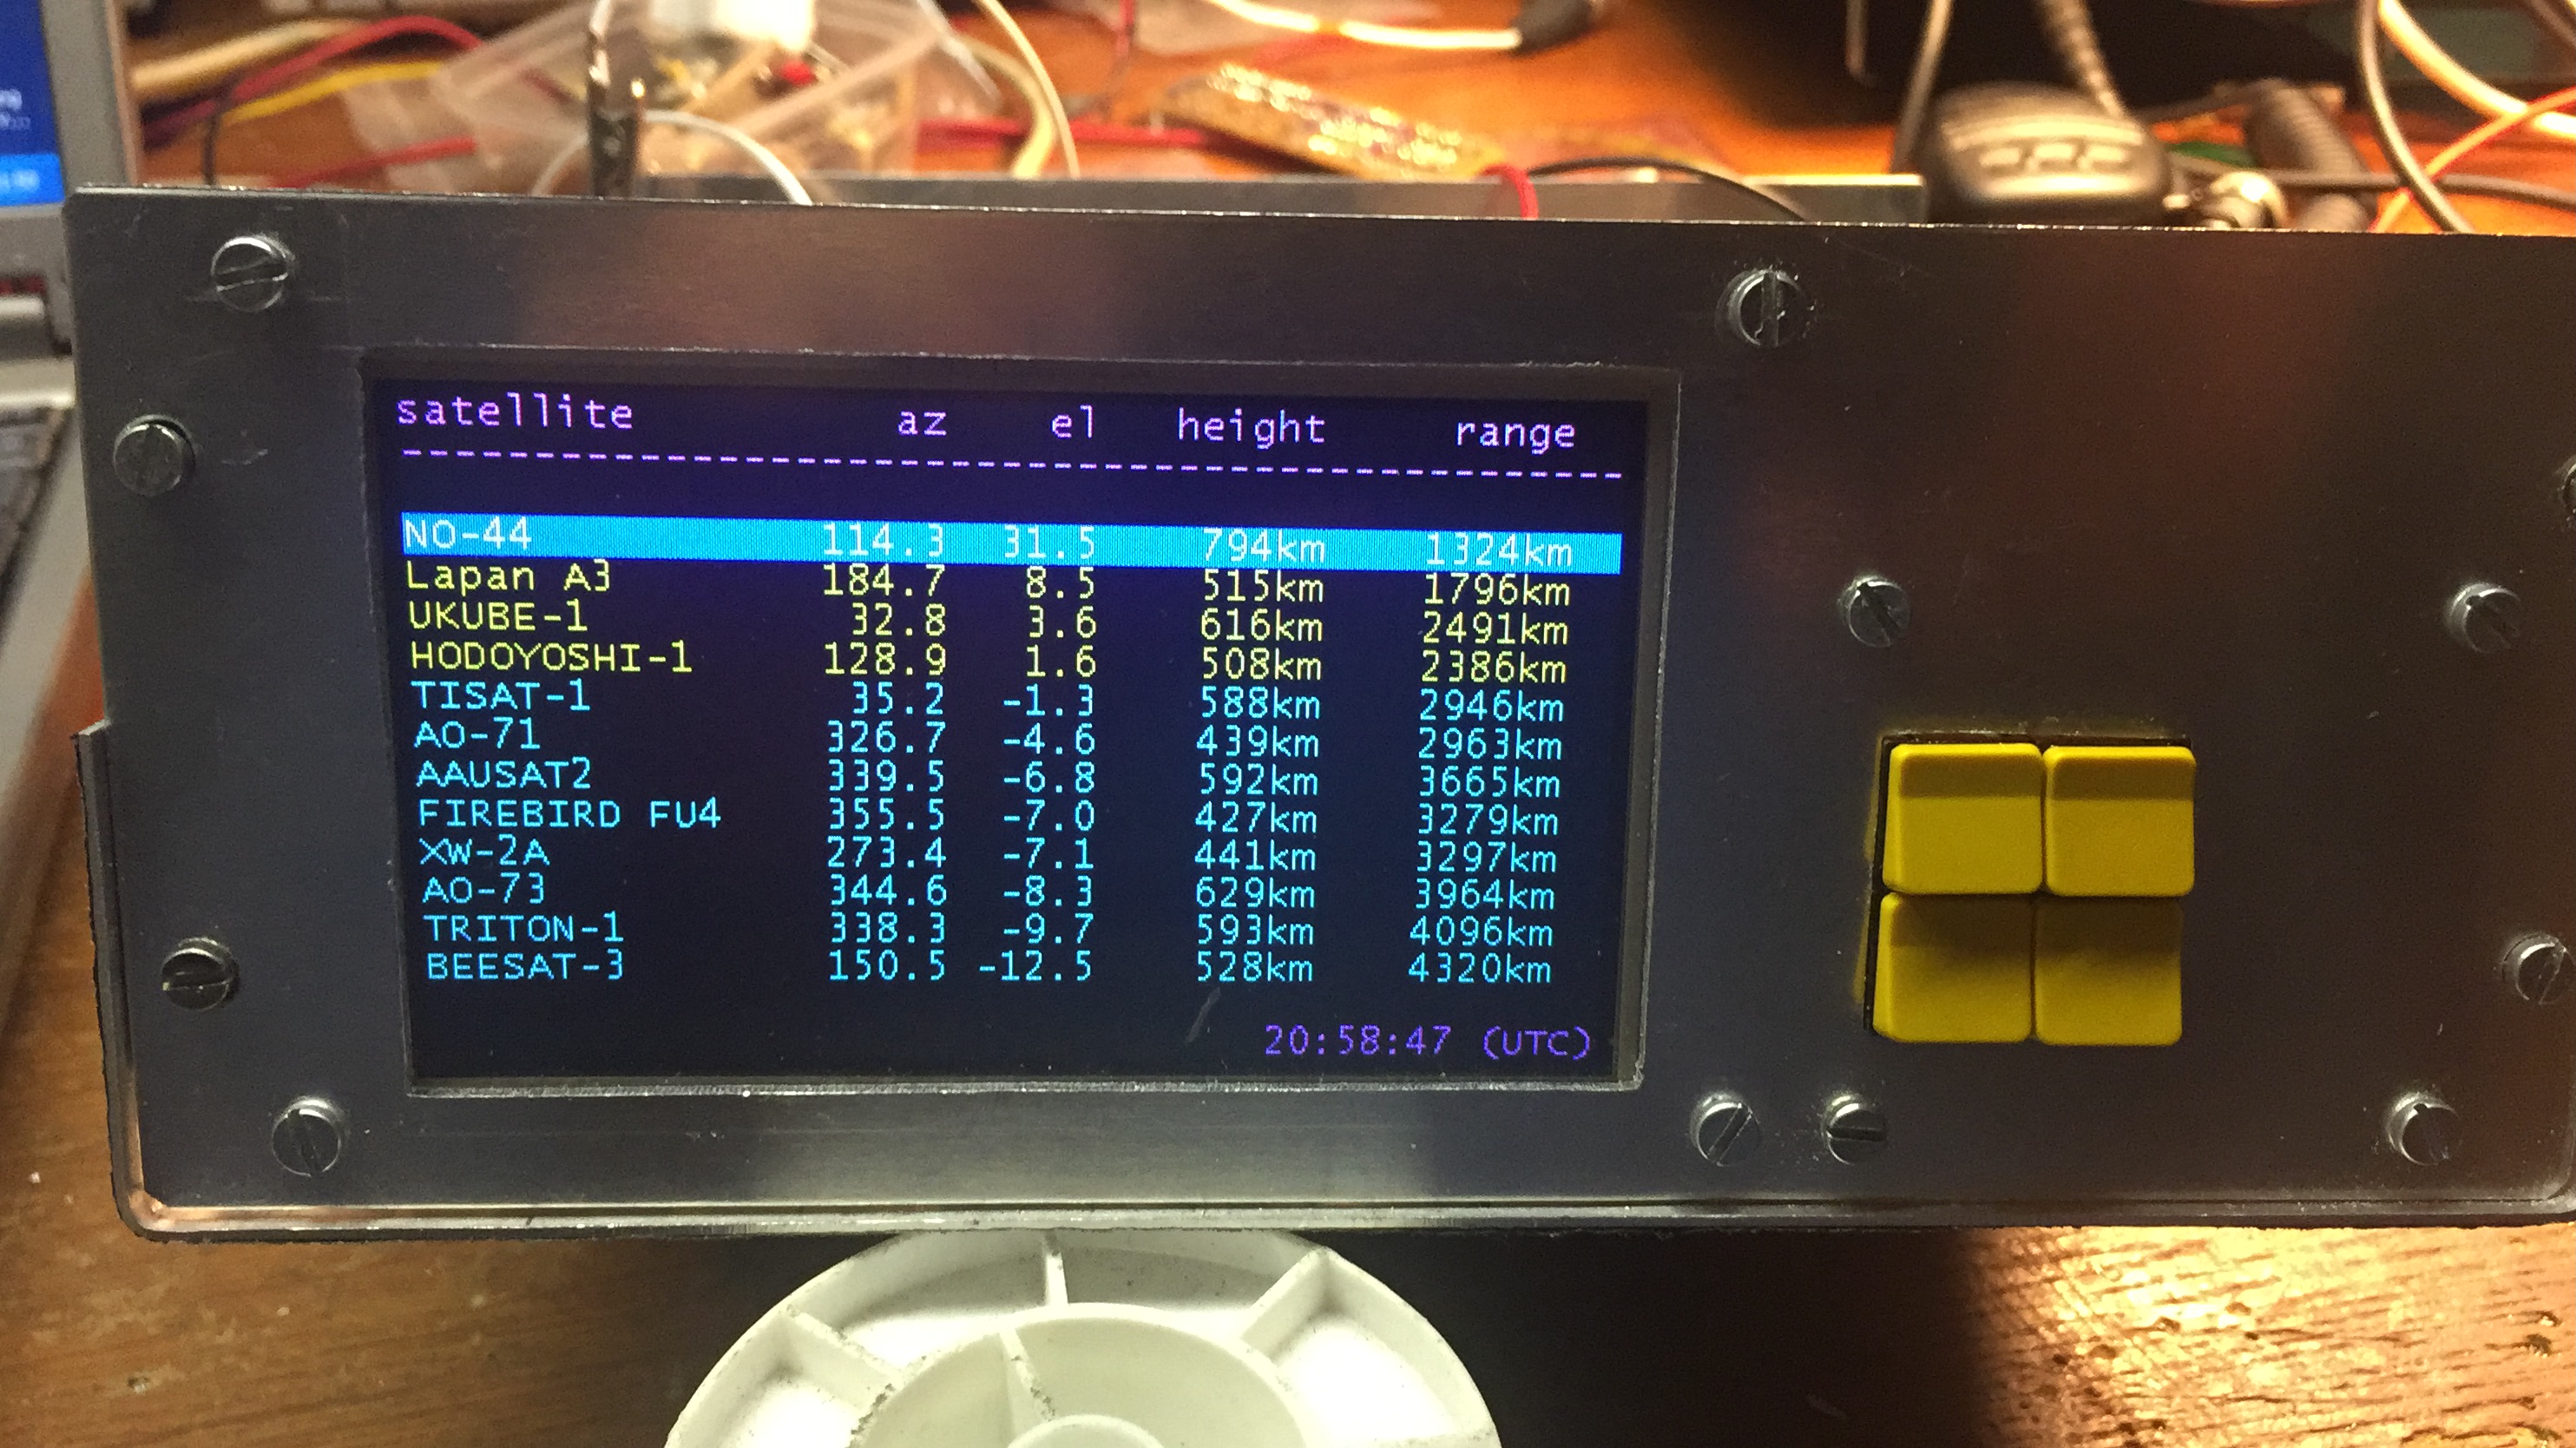 satellite az el height range
--------------------------------------------------
NO-44 114.3 31.5 794km 1324km
Lapan A3 184.7 8.5 515km 1796km
UKUBE-1 32.8 3.6 616km 2491km
HODOYOSHI-1 128.9 1.6 508km 2386km
TISAT-1 35.2 -1.3 588km 2946km
AO-71 326.7 -4.6 439km 2963km
AAUSAT2 339.5 -6.8 592km 3665km
FIREBIRD FU4 355.5 -7.0 427km 3279km
XW-2A 273.4 -7.1 441km 3297km
AO-73 344.6 -8.3 629km 3964km
TRITON-1 338.3 -9.7 593km 4096km
BEESAT-3 150.5 -12.5 528km 4320km
20:58:47 (UTC)